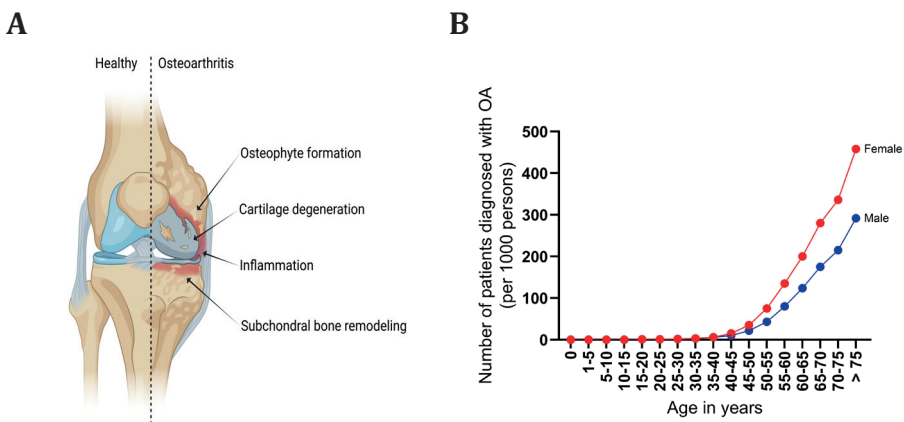 A
Healthy
Osteoarthritis
Osteophyte formation
Cartilage degeneration
Inflammation
Subchondral bone remodeling
B
Number of patients diagnosed with OA
(per 1000 persons)
500
400
300
200
100
0
Female
Male
0
1-5
5-10
10-15
15-20
20-25
25-30
30-35
35-40
40-45
45-50
50-55
55-60
60-65
65-70
70-75
> 75
Age in years